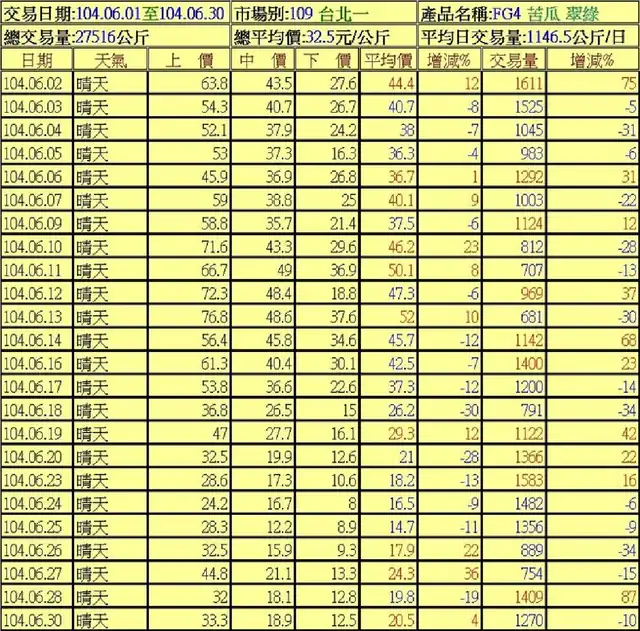 交易日期:104.06.01至104.06.30 市場別:109 台北一 產品名稱:FG4 苦瓜 翠綠
總交易量:27516公斤 總平均價:32.5元/公斤 平均日交易量:1146.5公斤/日
日期 天氣 上 價 中 價 下 價 平均價 增減% 交易量 增減%
104.06.02 晴天 63.8 43.5 27.6 44.4 12 1611 75
104.06.03 晴天 54.3 40.7 26.7 40.7 -8 1525 -5
104.06.04 晴天 52.1 37.9 24.2 38 -7 1045 -31
104.06.05 晴天 53 37.3 16.3 36.3 -4 983 -6
104.06.06 晴天 45.9 36.9 26.8 36.7 1 1292 31
104.06.07 晴天 59 38.8 25 40.1 9 1003 -22
104.06.09 晴天 58.8 35.7 21.4 37.5 -6 1124 12
104.06.10 晴天 71.6 43.3 29.6 46.2 23 812 -28
104.06.11 晴天 66.7 49 36.9 50.1 8 707 -13
104.06.12 晴天 72.3 48.4 18.8 47.3 -6 969 37
104.06.13 晴天 76.8 48.6 37.6 52 10 681 -30
104.06.14 晴天 56.4 45.8 34.6 45.7 -12 1142 68
104.06.16 晴天 61.3 40.4 30.1 42.5 -7 1400 23
104.06.17 晴天 53.8 36.6 22.6 37.3 -12 1200 -14
104.06.18 晴天 36.8 26.5 15 26.2 -30 791 -34
104.06.19 晴天 47 27.7 16.1 29.3 12 1122 42
104.06.20 晴天 32.5 19.9 12.6 21 -28 1366 22
104.06.23 晴天 28.6 17.3 10.6 18.2 -13 1583 16
104.06.24 晴天 24.2 16.7 8 16.5 -9 1482 -6
104.06.25 晴天 28.3 12.2 8.9 14.7 -11 1356 -9
104.06.26 晴天 32.5 15.9 9.3 17.9 22 889 -34
104.06.27 晴天 44.8 21.1 13.3 24.3 36 754 -15
104.06.28 晴天 32 18.1 12.8 19.8 -19 1409 87
104.06.30 晴天 33.3 18.9 12.5 20.5 4 1270 -10